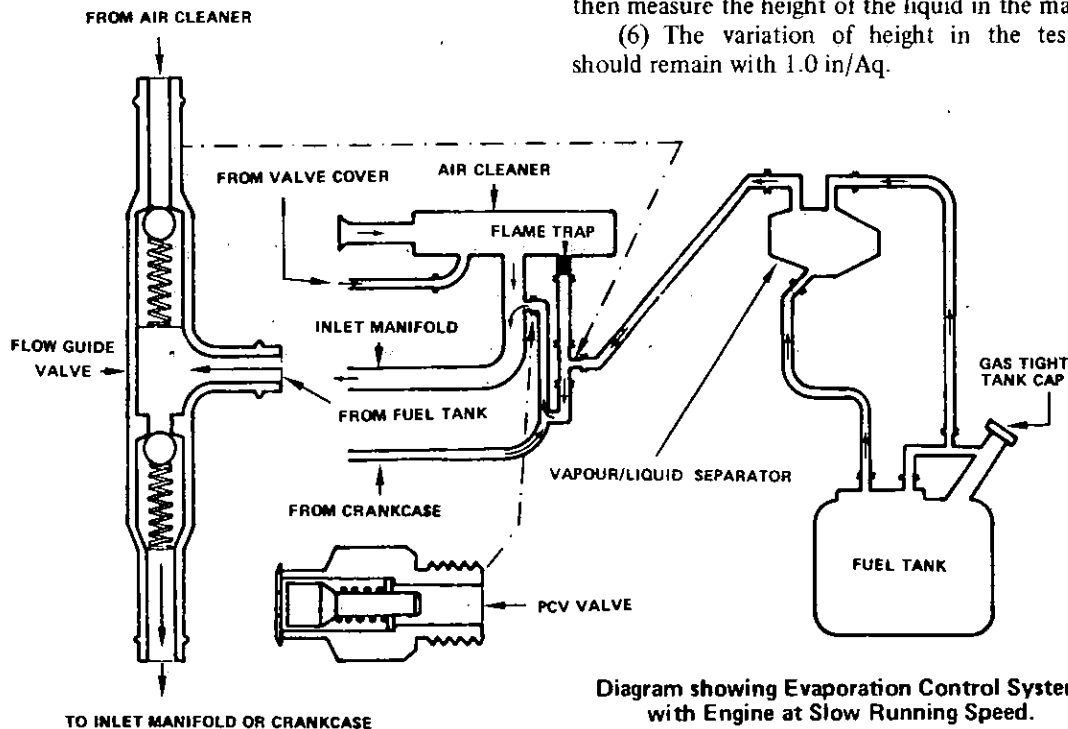 then measure the height of the liquid in the ma
(6) The variation of height in the tes
should remain with 1.0 in/Aq.
FROM AIR CLEANER
FROM VALVE COVER
AIR CLEANER
FLAME TRAP
INLET MANIFOLD
FLOW GUIDE
VALVE
FROM FUEL TANK
GAS TIGHT
TANK CAP
VAPOUR/LIQUID SEPARATOR
FROM CRANKCASE
FUEL TANK
PCV VALVE
Diagram showing Evaporation Control Syste
with Engine at Slow Running Speed.
TO INLET MANIFOLD OR CRANKCASE